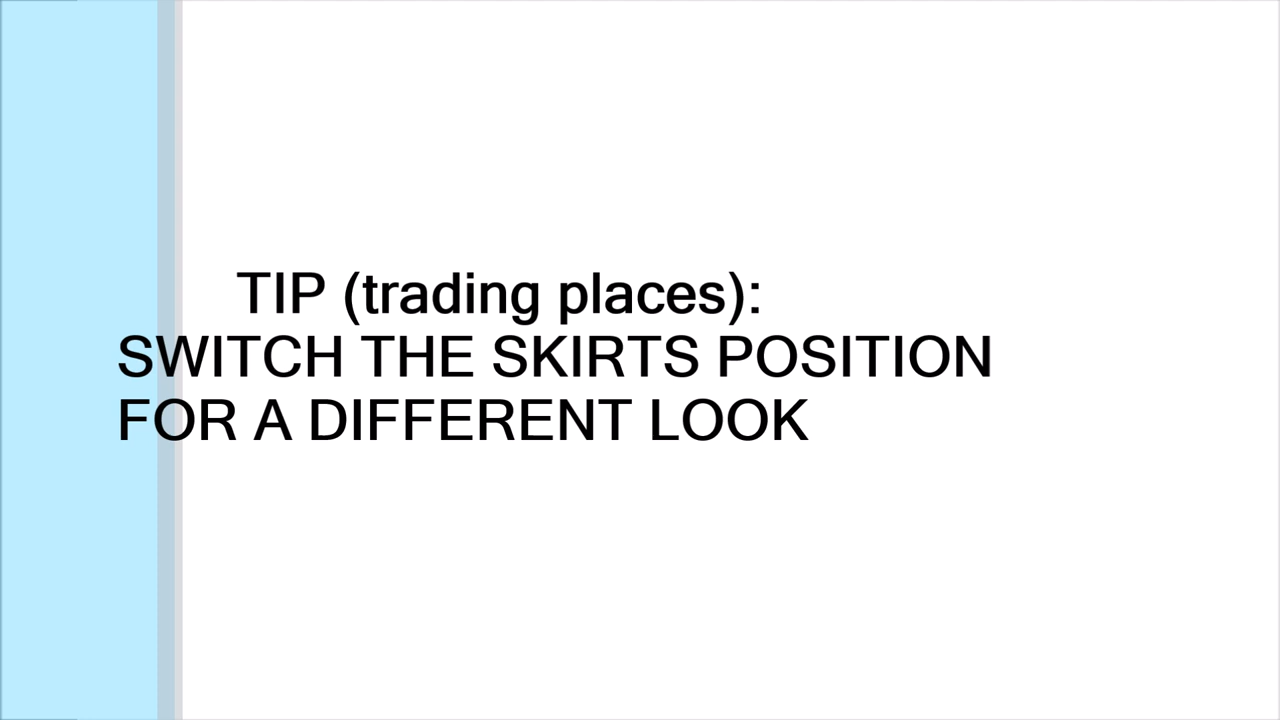 TIP (trading places):
SWITCH THE SKIRTS POSITION
FOR A DIFFERENT LOOK